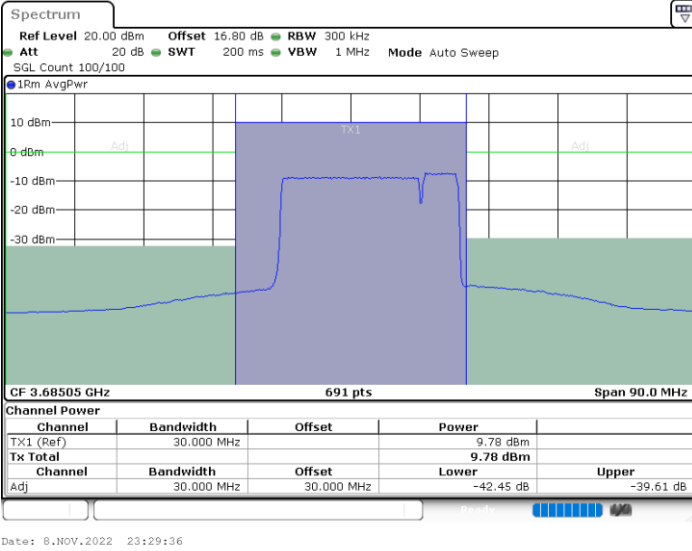 Spectrum
Ref Level 20.00 dBm Offset 16.80 dB RBW 300 kHz
Att 20 dB SWT 200 ms VBW 1 MHz Mode Auto Sweep
SGL Count 100/100
1Rm AvgPwr
10 dBm
TX1
Adj Adj
0 dBm
-10 dBm
-20 dBm
-30 dBm
CF 3.68505 GHz 691 pts Span 90.0 MHz
Channel Power
Channel Bandwidth Offset Power
TX1 (Ref) 30.000 MHz 9.78 dBm
Tx Total 9.78 dBm
Channel Bandwidth Offset Lower Upper
Adj 30.000 MHz 30.000 MHz -42.45 dB -39.61 dB
Ready
Date: 8.NOV.2022 23:29:36